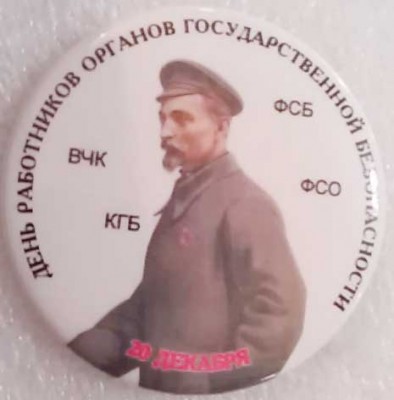 ДЕНЬ РАБОТНИКОВ ОРГАНОВ ГОСУДАРСТВЕННОЙ БЕЗОПАСНОСТИ
ФСБ
ВЧК
ФСО
КГБ
20 ДЕКАБРЯ